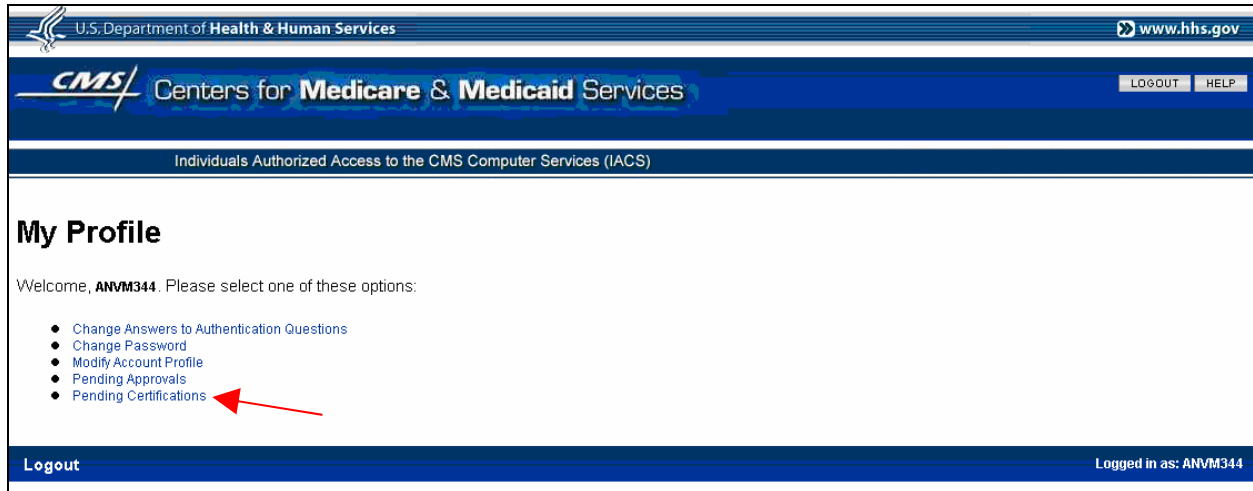 U.S. Department of Health & Human Services
www.hhs.gov
CMS/ Centers for Medicare & Medicaid Services
LOGOUT HELP
Individuals Authorized Access to the CMS Computer Services (IACS)
My Profile
Welcome, ANVM344. Please select one of these options:
Change Answers to Authentication Questions
Change Password
Modify Account Profile
Pending Approvals
Pending Certifications
Logout
Logged in as: ANVM344